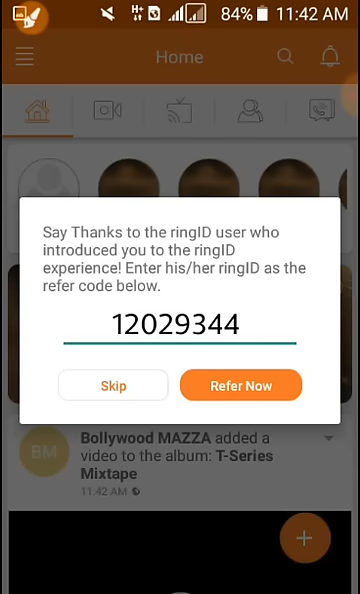 H+
84% 11:42 AM
Home
Say Thanks to the ringID user who
introduced you to the ringID
experience! Enter his/her ringID as the
refer code below.
12029344
Skip
Refer Now
BM
Bollywood MAZZA added a
video to the album: T-Series
Mixtape
11:42 AM
+